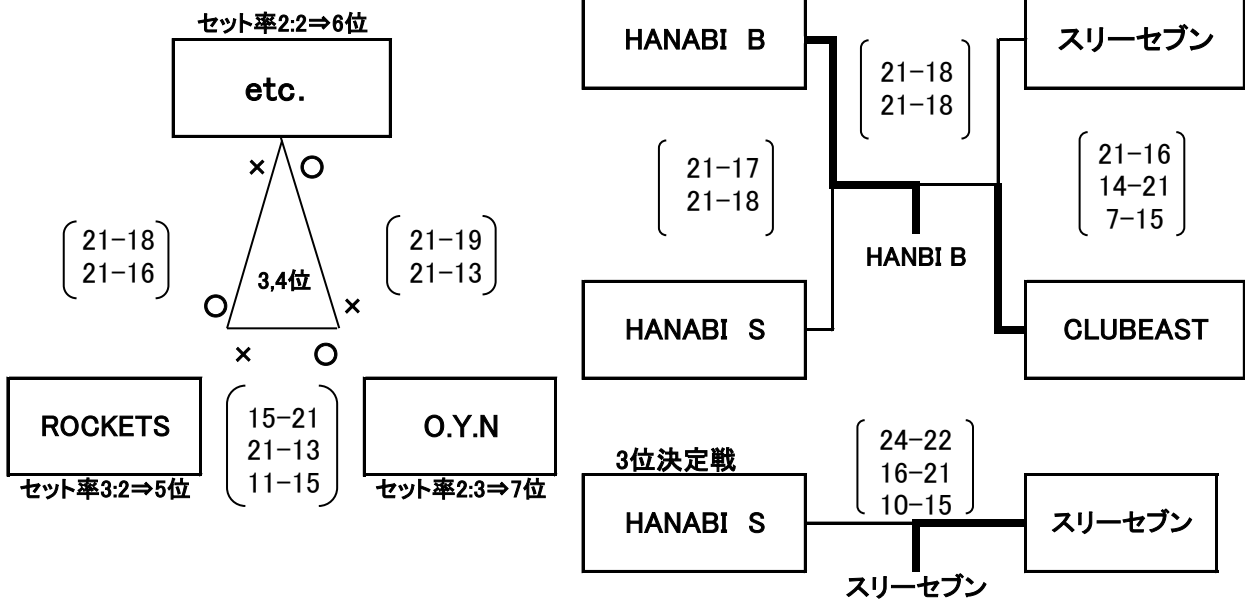 セット率2:2⇒6位
etc.
×○
21-18
21-16
21-19
21-13
3,4位
○
×
×
○
ROCKETS
15-21
21-13
11-15
O.Y.N
セット率3:2⇒5位
セット率2:3⇒7位
HANABI B
21-18
21-18
スリーセブン
21-17
21-18
21-16
14-21
7-15
HANBI B
HANABI S
CLUBEAST
3位決定戦
24-22
16-21
10-15
HANABI S
スリーセブン
スリーセブン